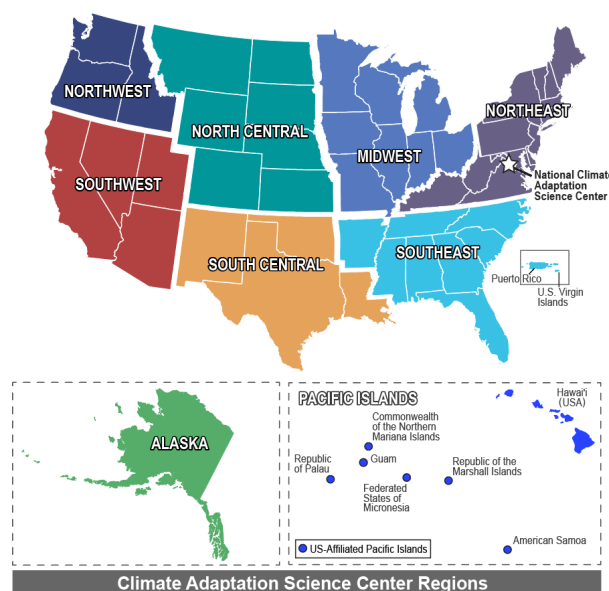 NORTHWEST
NORTH CENTRAL
MIDWEST
NORTHEAST
National Climate
Adaptation
Science Center
SOUTHWEST
SOUTH CENTRAL
SOUTHEAST
Puerto Rico
U.S. Virgin
Islands
ALASKA
PACIFIC ISLANDS
Hawai'i
(USA)
Commonwealth
of the Northern
Mariana Islands
Republic
of Palau
Guam
Federated
States of
Micronesia
Republic of the
Marshall Islands
American Samoa
US-Affiliated Pacific Islands
Climate Adaptation Science Center Regions